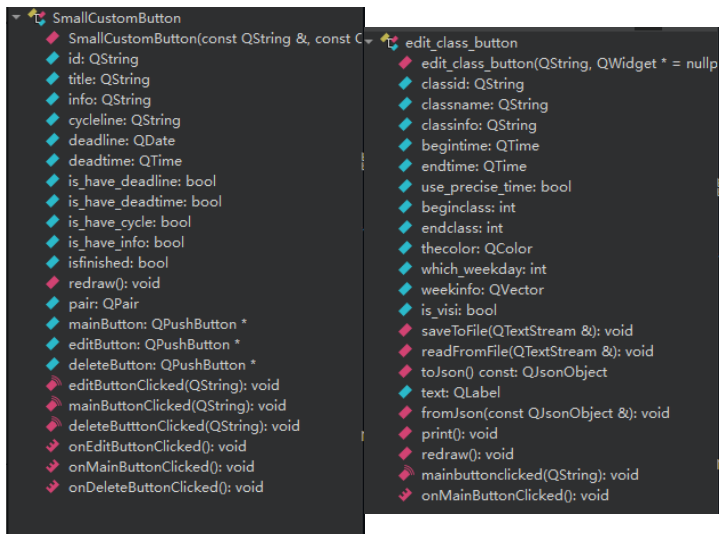 SmallCustomButton
SmallCustomButton(const QString &, const
id: QString
title: QString
info: QString
cycleline: QString
deadline: QDate
deadtime: QTime
is_have_deadline: bool
is_have_deadtime: bool
is_have_cycle: bool
is_have_info: bool
isfinished: bool
redraw(): void
pair: QPair
mainButton: QPushButton *
editButton: QPushButton *
deleteButton: QPushButton *
editButtonClicked(QString): void
mainButtonClicked(QString): void
deleteButttonClicked(QString): void
onEditButtonClicked(): void
onMainButtonClicked(): void
onDeleteButtonClicked(): void
edit_class_button
edit_class_button(QString, QWidget * = nullp
classid: QString
classname: QString
classinfo: QString
begintime: QTime
endtime: QTime
use_precise_time: bool
beginclass: int
endclass: int
thecolor: QColor
which_weekday: int
weekinfo: QVector
is_visi: bool
saveToFile(QTextStream &): void
readFromFile(QTextStream &): void
toJson() const: QJsonObject
text: QLabel
fromJson(const QJsonObject &): void
print(): void
redraw(): void
mainbuttonclicked(QString): void
onMainButtonClicked(): void